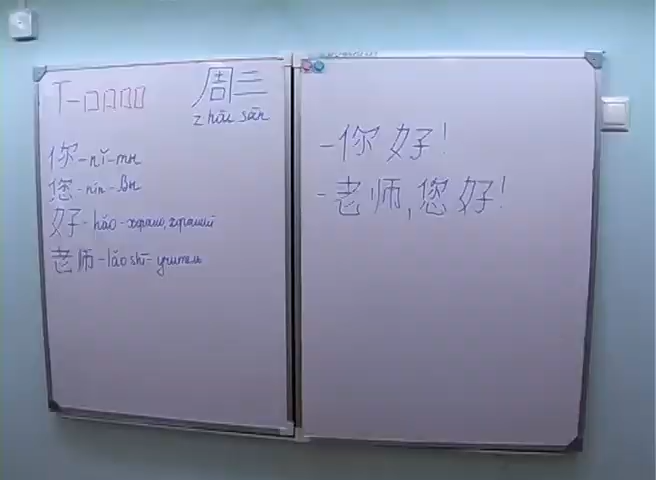 T-□□□□
周三
zhōu sān
你-nǐ-ты
您-nín-Вы
好-hǎo-хорошо, хороший
老师-lǎoshī-учитель
-你好!
-老师,您好!